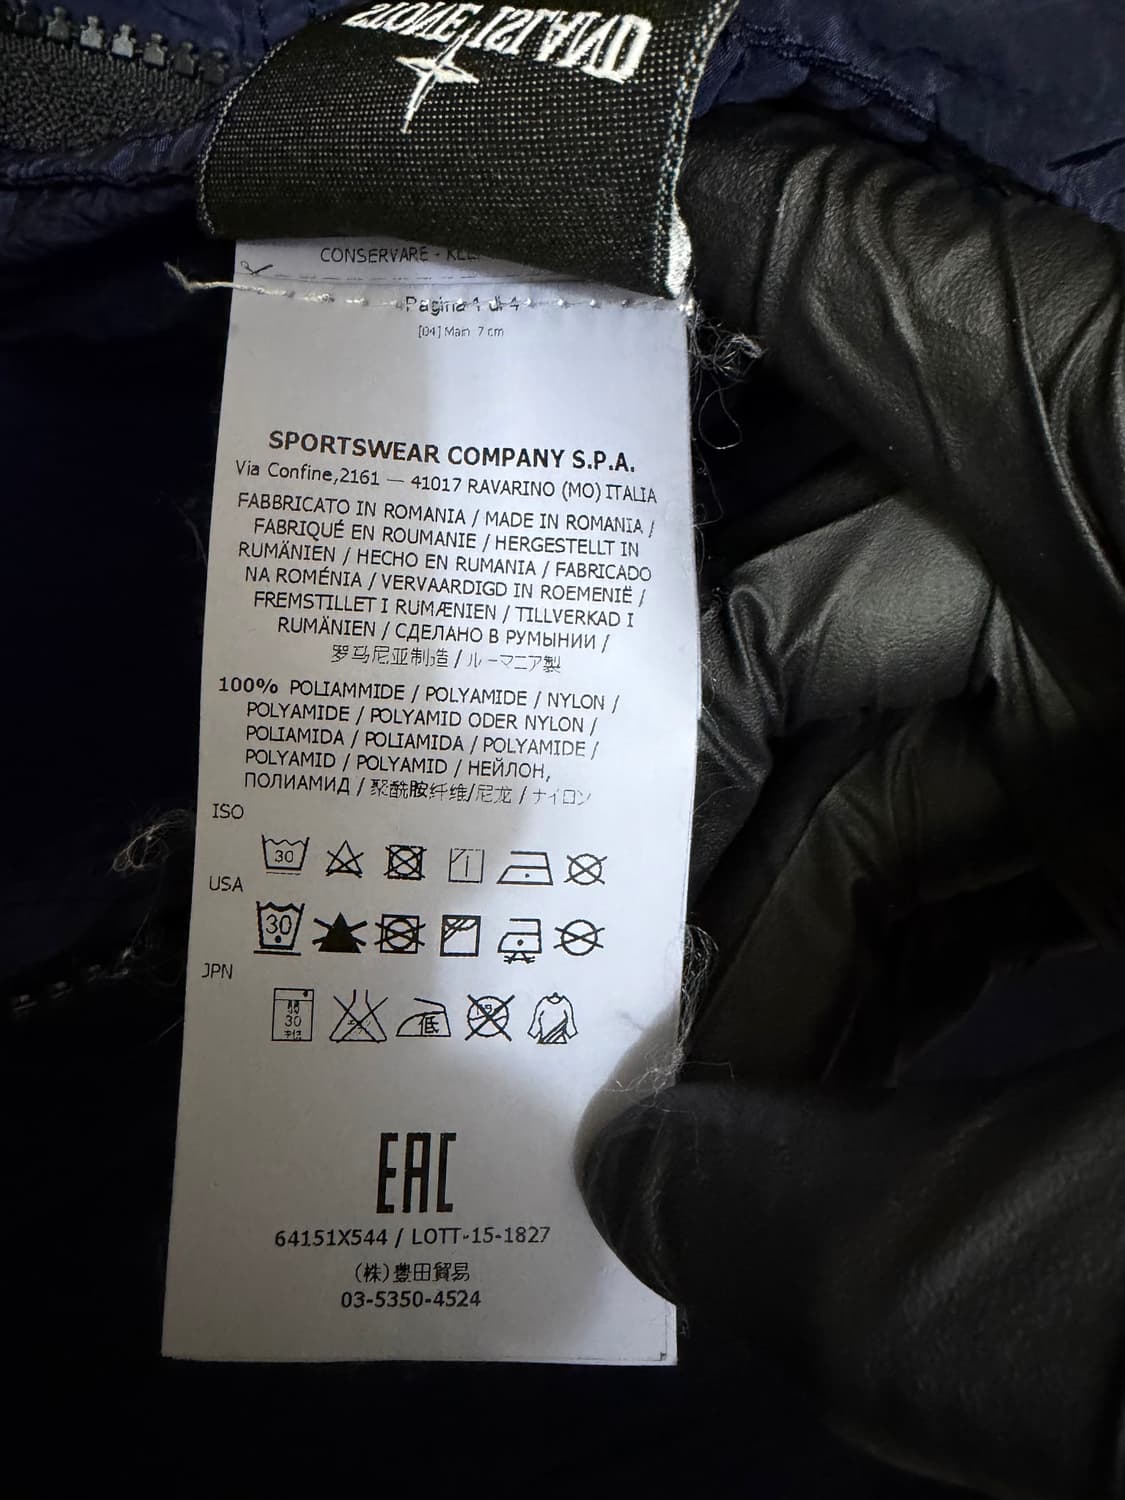 STONE ISLAND
CONSERVARE -
Pagina 1 di 4
[04] Main 7 cm
SPORTSWEAR COMPANY S.P.A.
Via Confine,2161 — 41017 RAVARINO (MO) ITALIA
FABBRICATO IN ROMANIA / MADE IN ROMANIA /
FABRIQUÉ EN ROUMANIE / HERGESTELLT IN
RUMÄNIEN / HECHO EN RUMANIA / FABRICADO
NA ROMÉNIA / VERVAARDIGD IN ROEMENIË /
FREMSTILLET I RUMÆNIEN / TILLVERKAD I
RUMÄNIEN / СДЕЛАНО В РУМЫНИИ /
罗马尼亚制造 / ルーマニア製
100% POLIAMMIDE / POLYAMIDE / NYLON /
POLYAMIDE / POLYAMID ODER NYLON /
POLIAMIDA / POLIAMIDA / POLYAMIDE /
POLYAMID / POLYAMID / НЕЙЛОН,
ПОЛИАМИД / 聚酰胺纤维/尼龙 / ナイロン
ISO
30
USA
30
JPN
30
低
EAC
64151X544 / LOTT-15-1827
(株)豊田貿易
03-5350-4524